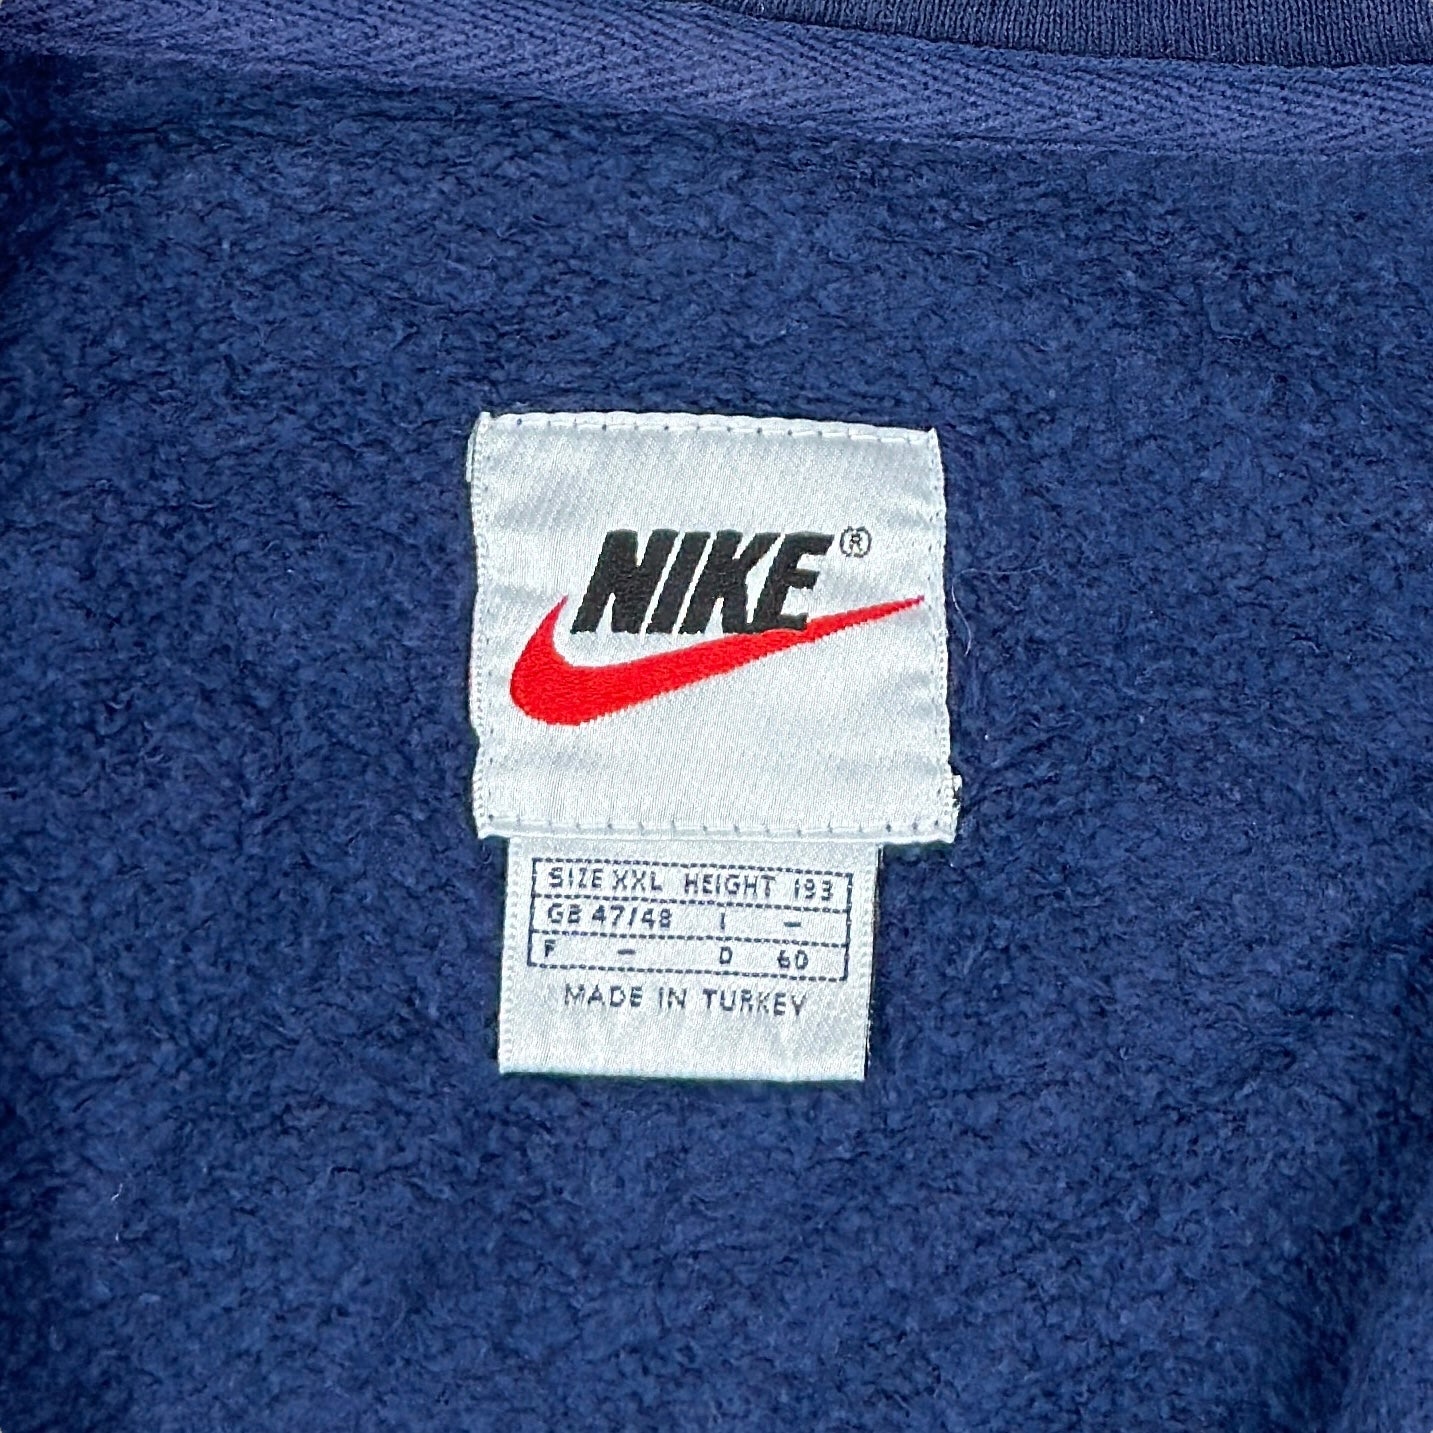 NIKE®
SIZE XXL HEIGHT 193
GB 47/48 I –
F – D 60
MADE IN TURKEY